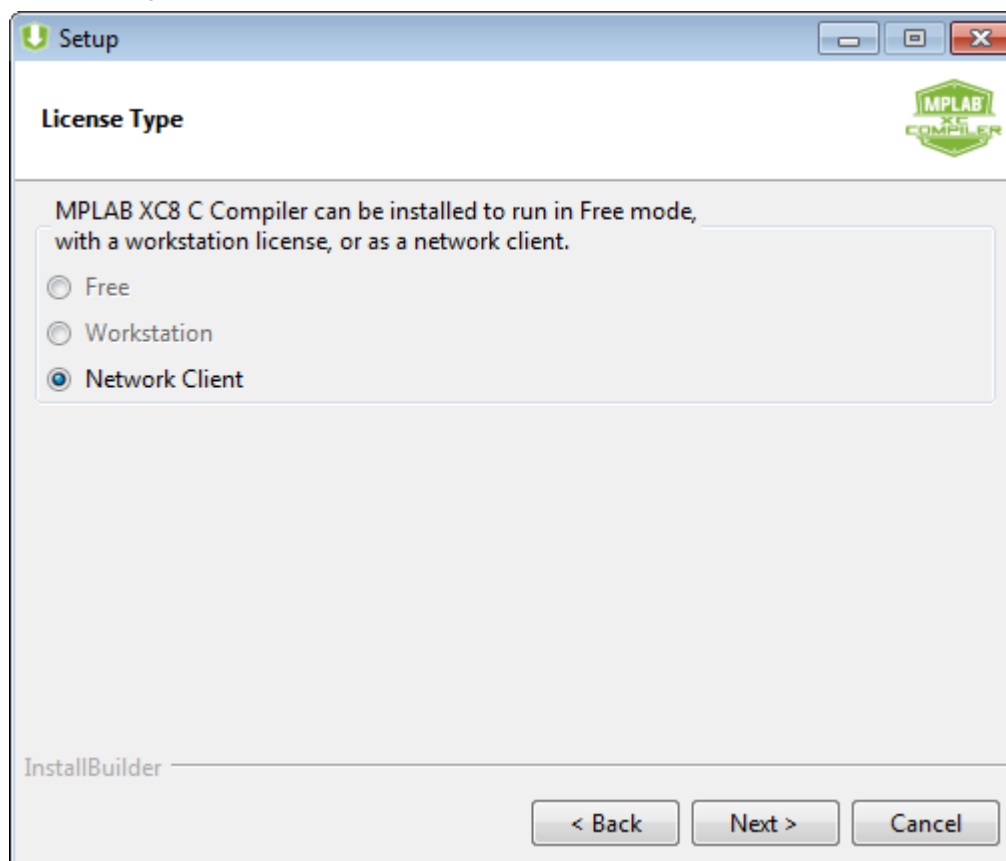 Setup
License Type
MPLAB
XC
COMPILER
MPLAB XC8 C Compiler can be installed to run in Free mode,
with a workstation license, or as a network client.
Free
Workstation
Network Client
InstallBuilder
< Back
Next >
Cancel